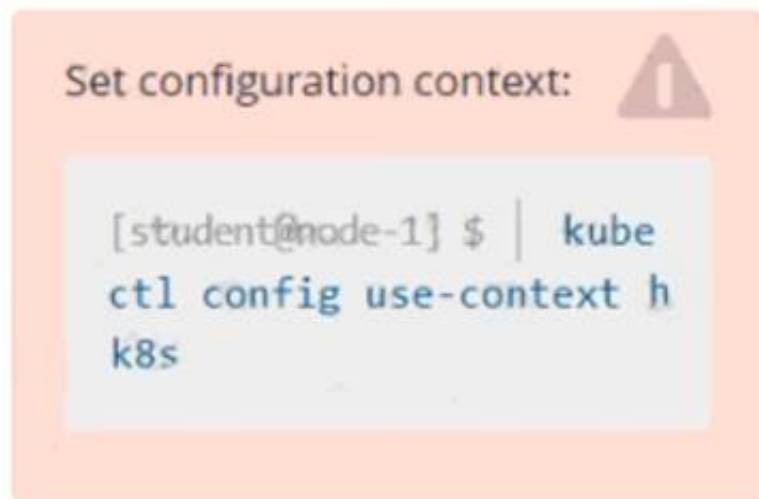 Set configuration context:
[student@node-1] $ | kube
ctl config use-context h
k8s